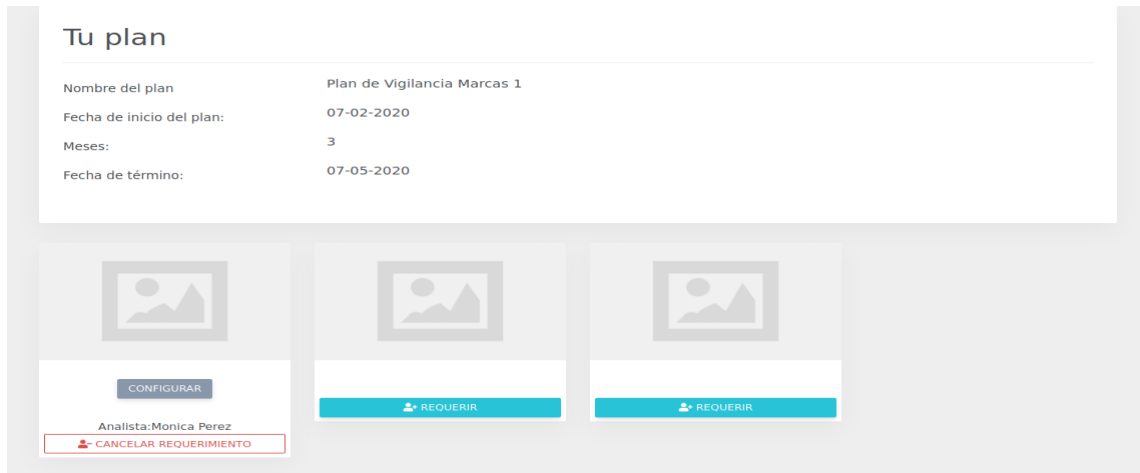 Tu plan
Nombre del plan
Plan de Vigilancia Marcas 1
Fecha de inicio del plan:
07-02-2020
Meses:
3
Fecha de término:
07-05-2020
CONFIGURAR
Analista:Monica Perez
CANCELAR REQUERIMIENTO
REQUERIR
REQUERIR